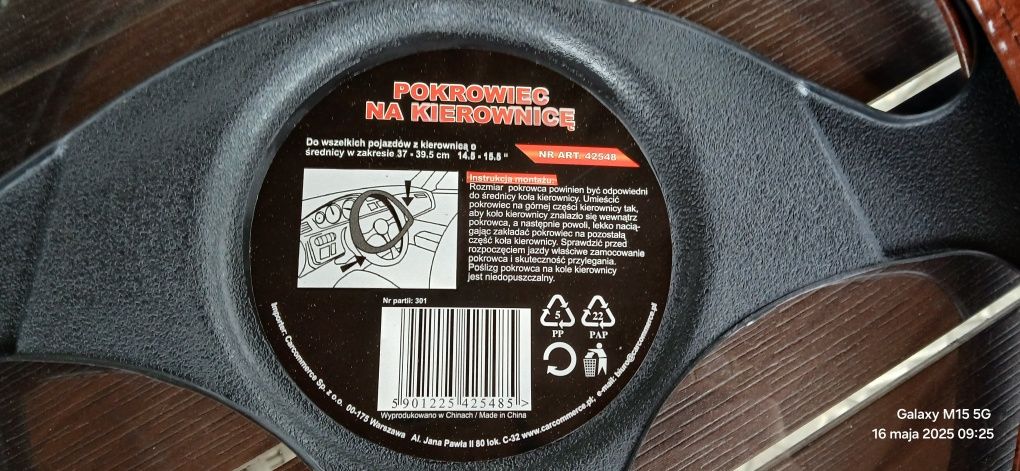 POKROWIEC
NA KIEROWNICĘ
Do wszelkich pojazdów z kierownicą o
średnicy w zakresie 37 - 39.5 cm 14.5 - 15.5 "
NR ART. 42548
Instrukcja montażu:
Rozmiar pokrowca powinien być odpowiedni
do średnicy koła kierownicy. Umieścić
pokrowiec na górnej części kierownicy tak,
aby koło kierownicy znalazło się wewnątrz
pokrowca, a następnie powoli, lekko nacią-
gając zakładać pokrowiec na pozostałą
część koła kierownicy. Sprawdzić przed
rozpoczęciem jazdy właściwe zamocowanie
pokrowca i skuteczność przylegania.
Poślizg pokrowca na kole kierownicy
jest niedopuszczalny.
Nr partii: 301
5 901225 425485 >
Wyprodukowano w Chinach / Made in China
5
PP
22
PAP
Importer: Carcommerce Sp. z o.o. 00-175 Warszawa Al. Jana Pawła II 80 lok. C-32 www.carcommerce.pl, e-mail: biuro@carcommerce.pl
Galaxy M15 5G
16 maja 2025 09:25